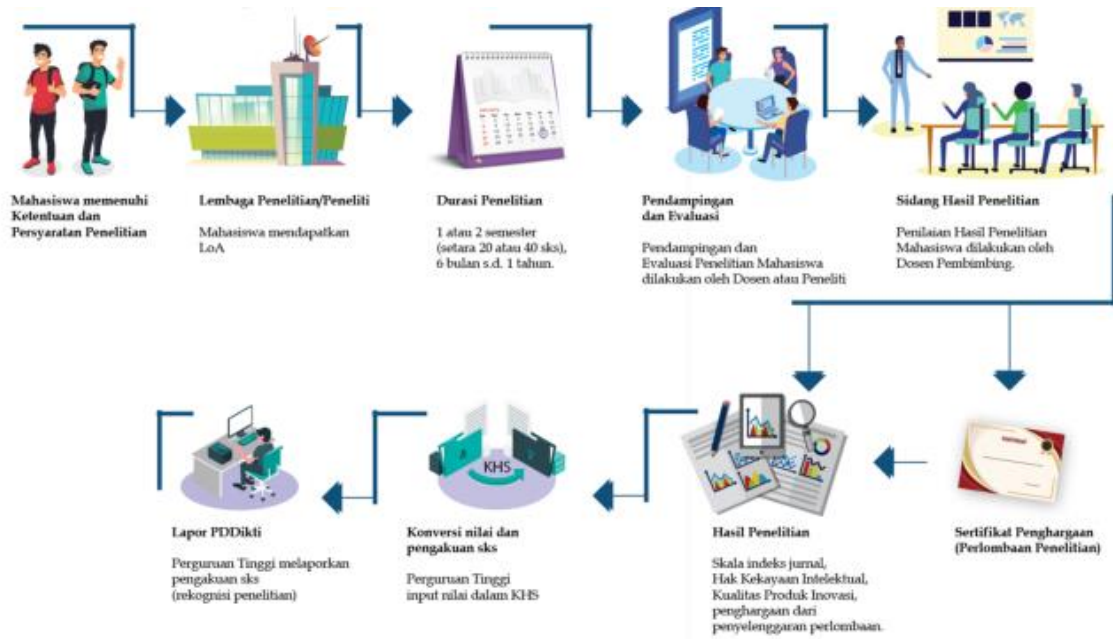 Mahasiswa memenuhi
Ketentuan dan
Persyaratan Penelitian
Lembaga Penelitian/Peneliti
Mahasiswa mendapatkan
LoA
Durasi Penelitian
1 atau 2 semester
(setara 20 atau 40 sks),
6 bulan s.d. 1 tahun.
Pendampingan
dan Evaluasi
Pendampingan dan
Evaluasi Penelitian Mahasiswa
dilakukan oleh Dosen atau Peneliti
Sidang Hasil Penelitian
Penilaian Hasil Penelitian
Mahasiswa dilakukan oleh
Dosen Pembimbing.
Lapor PDDikti
Perguruan Tinggi melaporkan
pengakuan sks
(rekognisi penelitian)
KHS
Konversi nilai dan
pengakuan sks
Perguruan Tinggi
input nilai dalam KHS
Hasil Penelitian
Skala indeks jurnal,
Hak Kekayaan Intelektual,
Kualitas Produk Inovasi,
penghargaan dari
penyelenggaran perlombaan.
Sertifikat Penghargaan
(Perlombaan Penelitian)